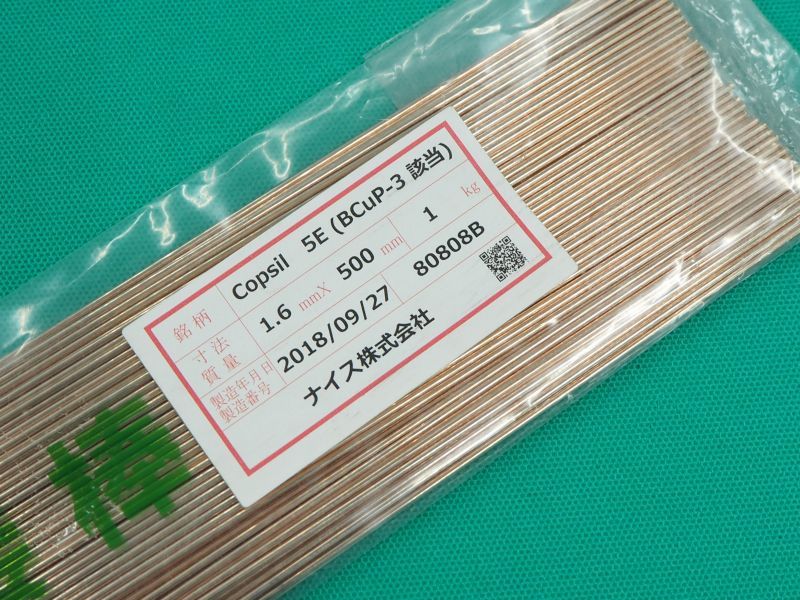 銘柄 Copsil 5E (BCuP-3 該当)
寸法 1.6 mmX 500 mm 1 kg
質量
製造年月日 2018/09/27 80808B
製造番号
ナイス株式会社
棒